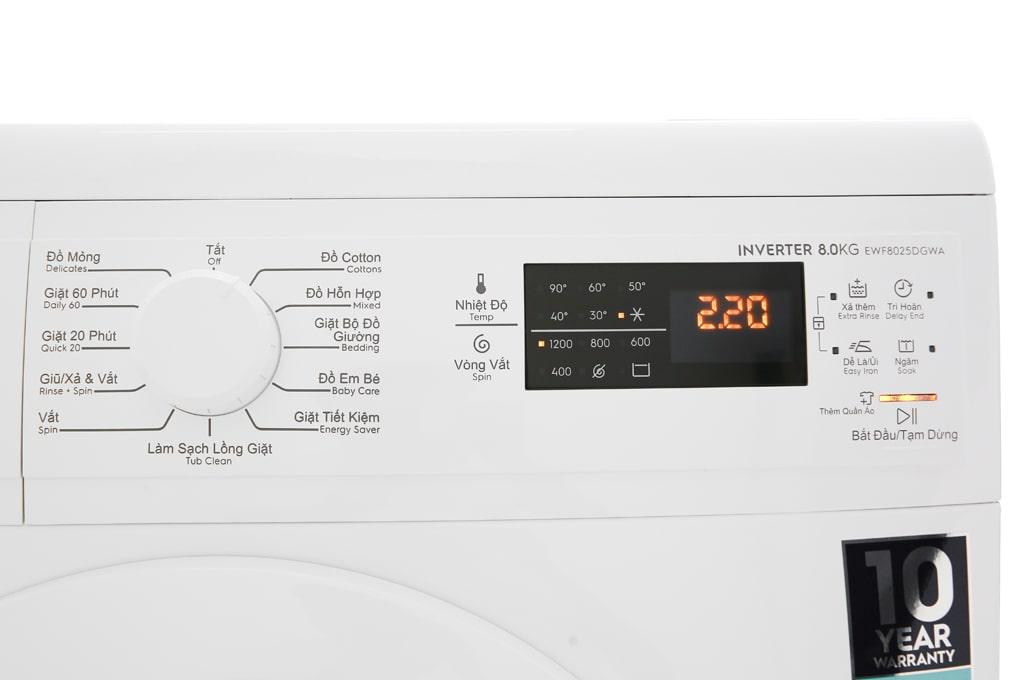 Tắt
Off
Đồ Mỏng
Delicates
Giặt 60 Phút
Daily 60
Giặt 20 Phút
Quick 20
Giũ/Xả & Vắt
Rinse + Spin
Vắt
Spin
Làm Sạch Lồng Giặt
Tub Clean
Đồ Cotton
Cottons
Đồ Hỗn Hợp
Mixed
Giặt Bộ Đồ
Giường
Bedding
Đồ Em Bé
Baby Care
Giặt Tiết Kiệm
Energy Saver
Nhiệt Độ
Temp
Vòng Vắt
Spin
INVERTER 8.0KG EWF8025DGWA
90° 60° 50°
40° 30°
1200 800 600
400
2.20
Xả thêm
Extra Rinse
Trì Hoãn
Delay End
Dễ Là/Ủi
Easy Iron
Ngâm
Soak
Thêm Quần Áo
Bắt Đầu/Tạm Dừng
10
YEAR
WARRANTY